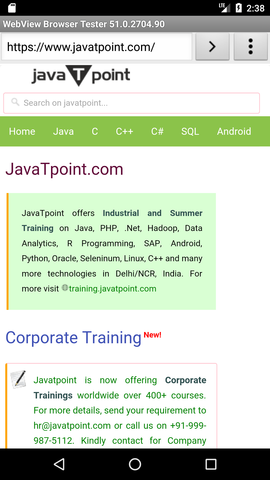 2:38
WebView Browser Tester 51.0.2704.90
https://www.javatpoint.com/
javaTpoint
Search on javatpoint...
Home Java C C++ C# SQL Android
JavaTpoint.com
JavaTpoint offers Industrial and Summer
Training on Java, PHP, .Net, Hadoop, Data
Analytics, R Programming, SAP, Android,
Python, Oracle, Seleninum, Linux, C++ and many
more technologies in Delhi/NCR, India. For
more visit training.javatpoint.com
Corporate Training New!
Javatpoint is now offering Corporate
Trainings worldwide over 400+ courses.
For more details, send your requirement to
hr@javatpoint.com or call us on +91-999-
987-5112. Kindly contact for Company